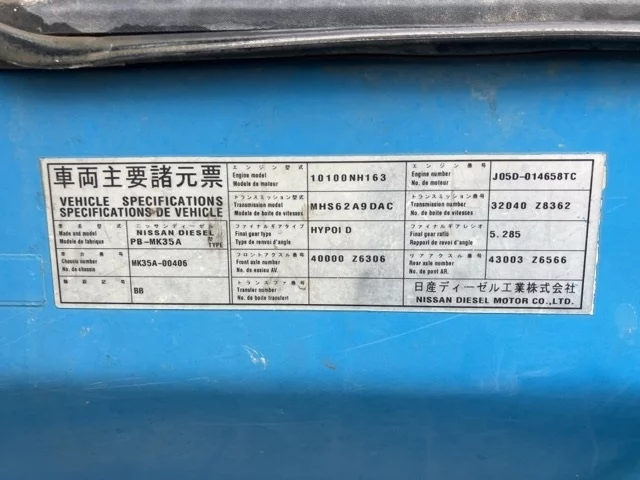 車両主要諸元票
VEHICLE SPECIFICATIONS
SPECIFICATIONS DE VEHICLE
車名型式
Make and model
Modele de fabrique
ニッサンディーゼル
NISSAN DIESEL
PB-MK35A
TYPE
車台番号
Chassis number
No. de chassis
MK35A-00406
BB
エンジン型式
Engine model
Modele de moteur
10100NH163
エンジン番号
Engine number
No. de moteur
J05D-014658TC
トランスミッション型式
Transmission model
Modele de boite de vitesses
MHS62A9DAC
トランスミッション番号
Transmission number
No. de boite de vitesses
32040 Z8362
ファイナルギアタイプ
Final gear type
Type de renvoi d'angle
HYPOID
ファイナルギアレシオ
Final gear ratio
Rapport de renvoi d'angle
5.285
フロントアクスル番号
Front axle number
No. de essieu AV.
40000 Z6306
リアアクスル番号
Rear axle number
No. de pont AR.
43003 Z6566
トランスファ番号
Transfer number
No. de boite transfert
日産ディーゼル工業株式会社
NISSAN DIESEL MOTOR CO.,LTD.